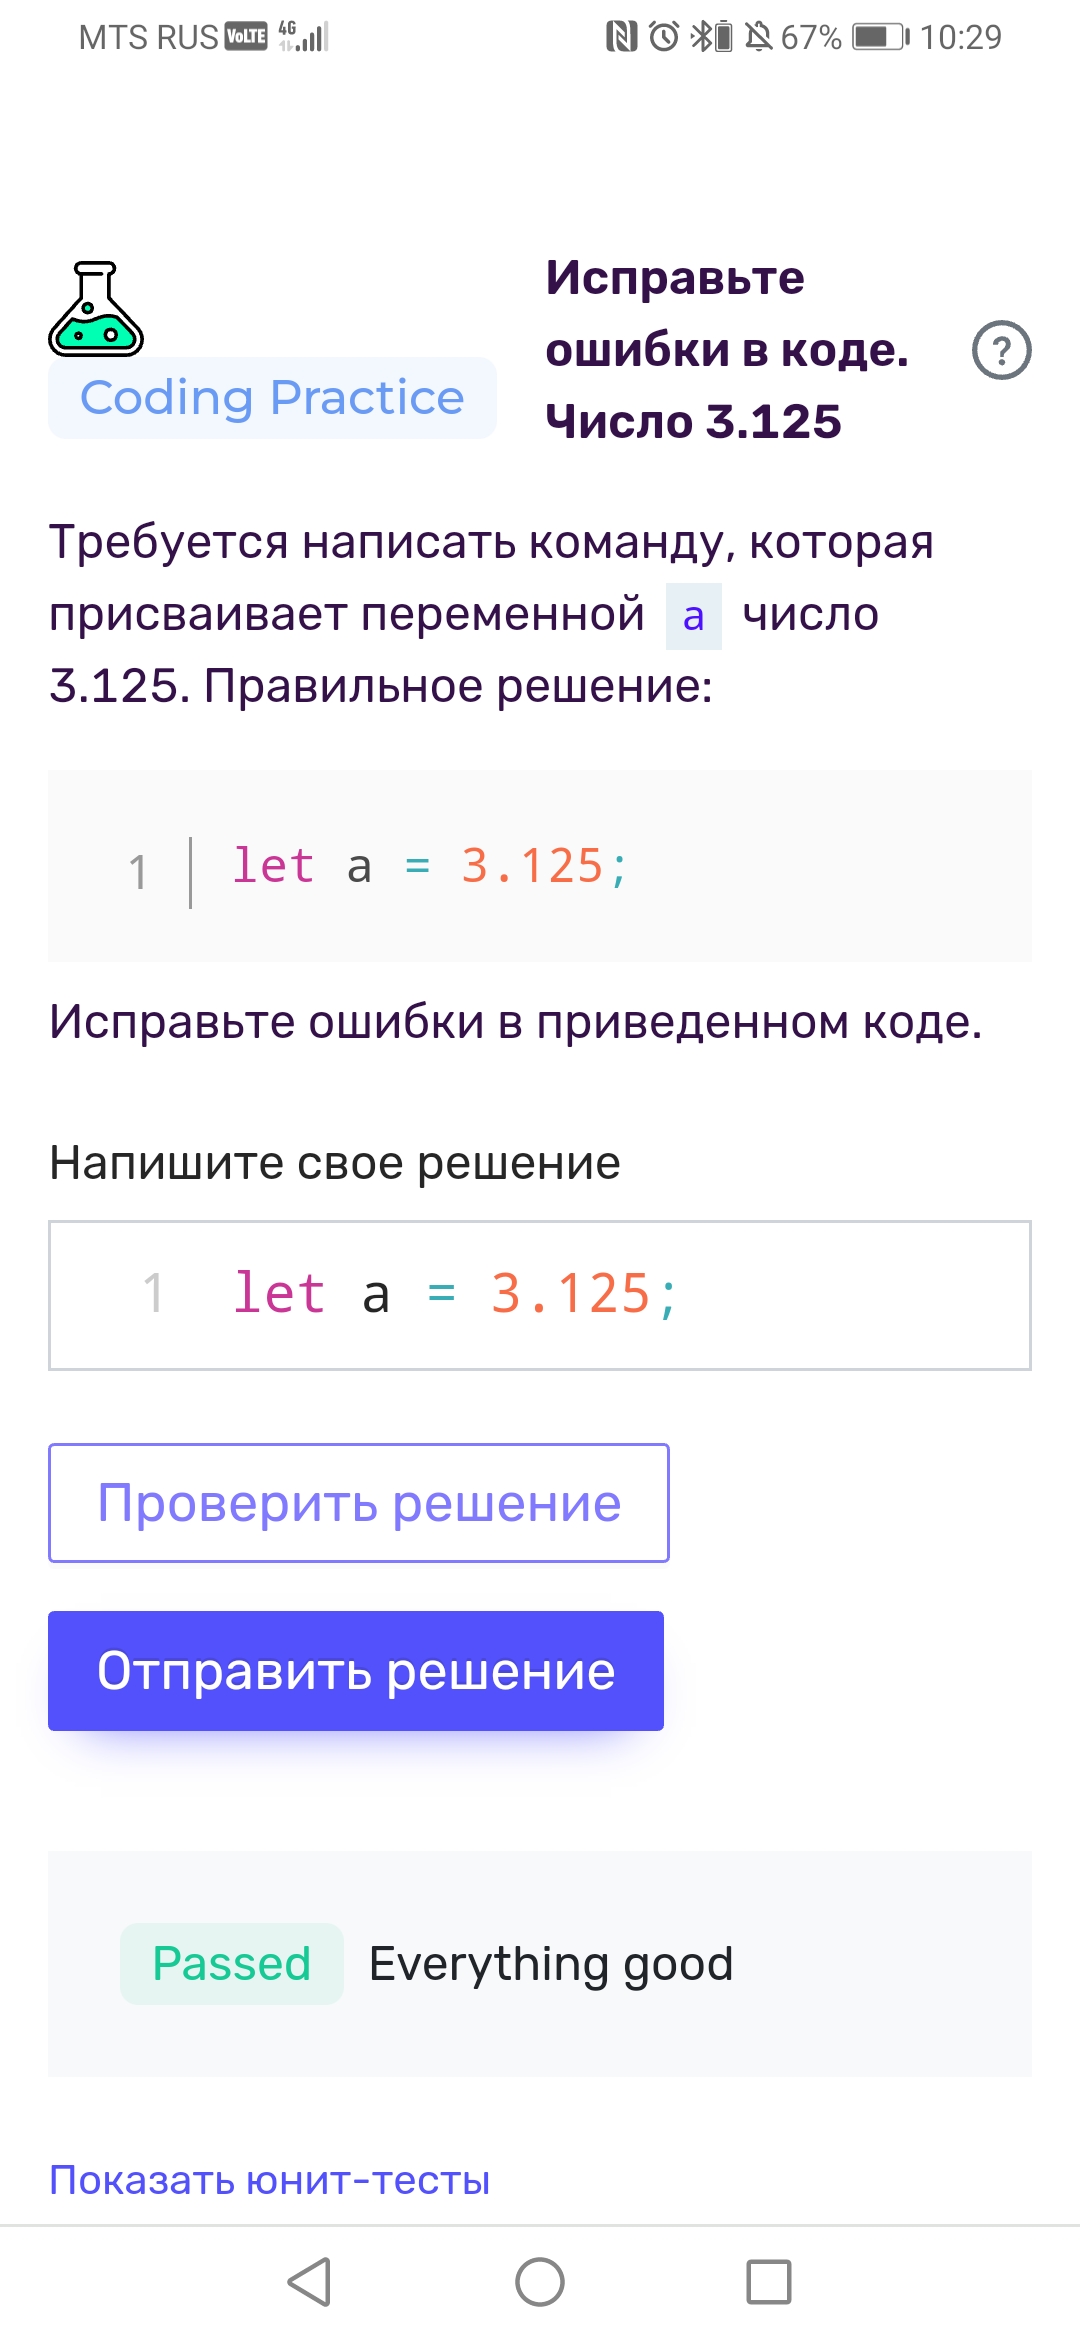 MTS RUS VoLTE 4G 67% 10:29
Coding Practice
Исправьте
ошибки в коде.
Число 3.125
?
Требуется написать команду, которая
присваивает переменной a число
3.125. Правильное решение:
1 let a = 3.125;
Исправьте ошибки в приведенном коде.
Напишите свое решение
1 let a = 3.125;
Проверить решение
Отправить решение
Passed Everything good
Показать юнит-тесты